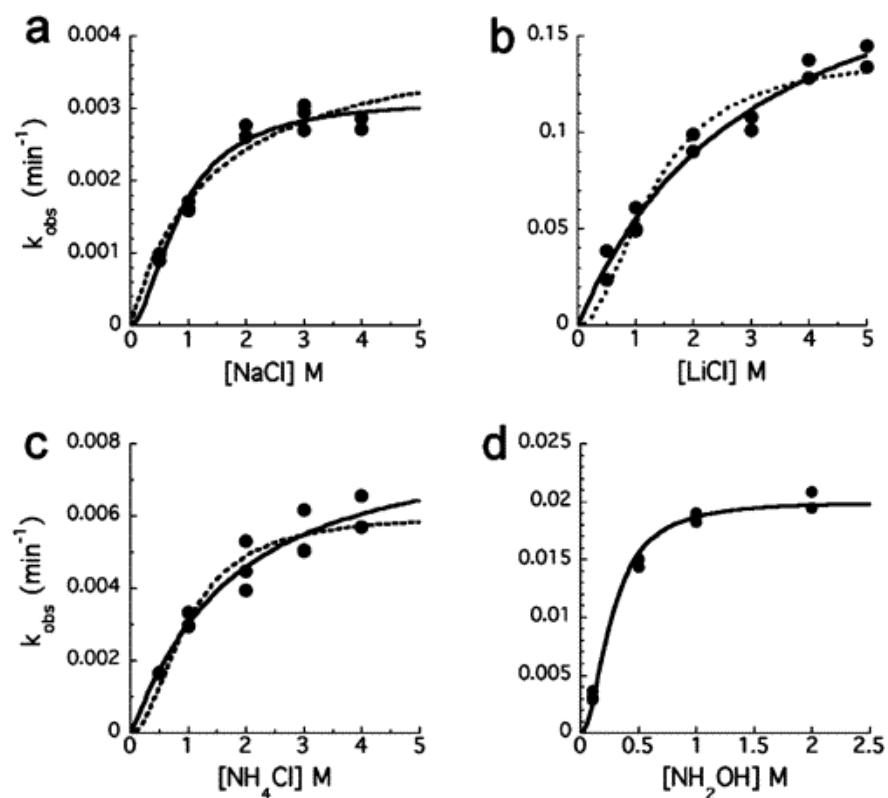 a
0.004
0.003
0.002
0.001
0
k_obs (min⁻¹)
0 1 2 3 4 5
[NaCl] M
b
0.15
0.1
0.05
0
0 1 2 3 4 5
[LiCl] M
c
0.008
0.006
0.004
0.002
0
k_obs (min⁻¹)
0 1 2 3 4 5
[NH₄Cl] M
d
0.025
0.02
0.015
0.01
0.005
0
0 0.5 1 1.5 2 2.5
[NH₂OH] M